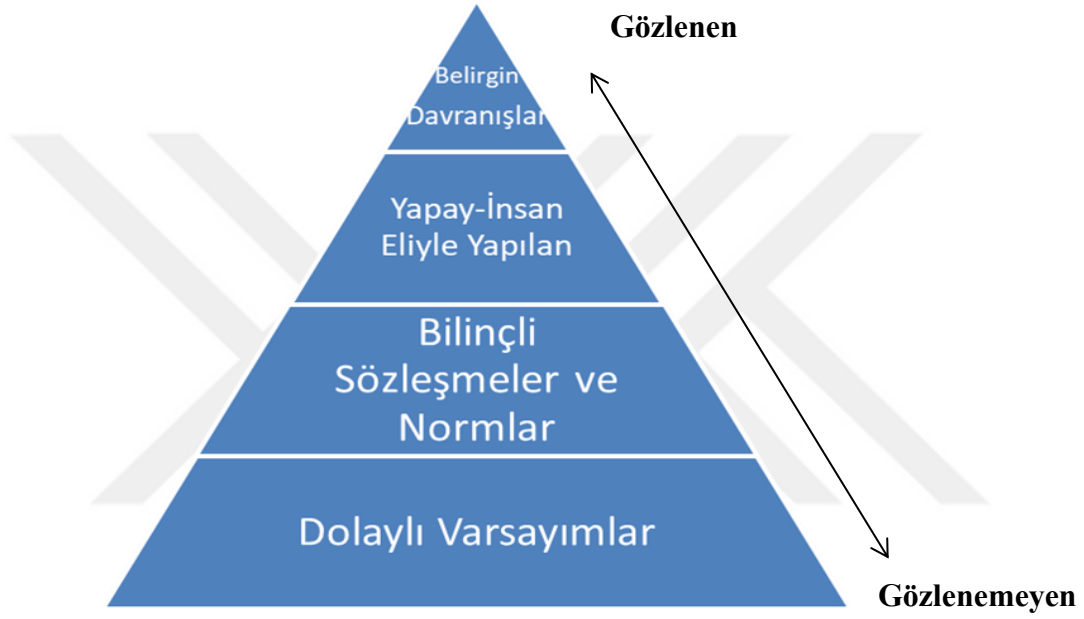 Gözlenen
Belirgin
Davranışlar
Yapay-İnsan
Eliyle Yapılan
Bilinçli
Sözleşmeler ve
Normlar
Dolaylı Varsayımlar
Gözlenemeyen